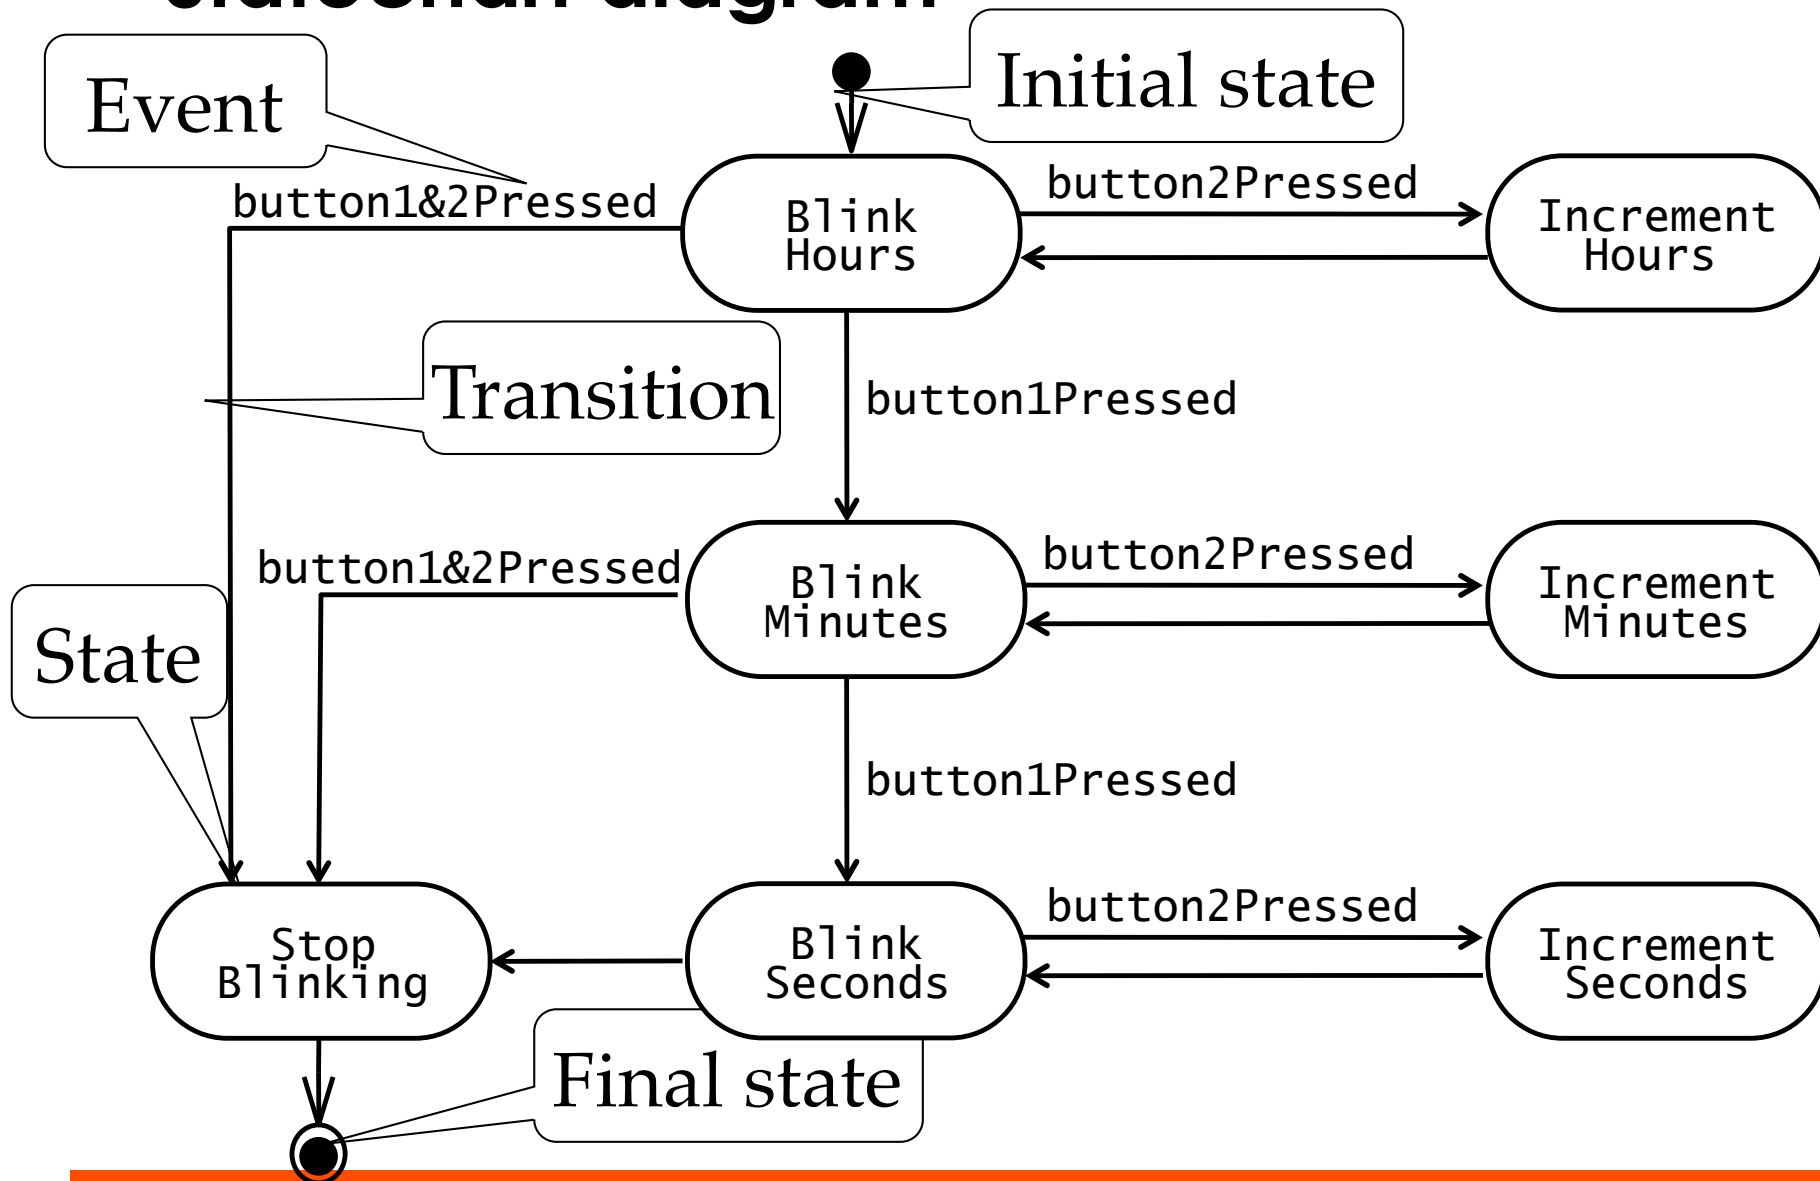 diagram
Event
Initial state
button1&2Pressed
Blink
Hours
button2Pressed
Increment
Hours
Transition
button1Pressed
button1&2Pressed
Blink
Minutes
button2Pressed
Increment
Minutes
State
button1Pressed
Stop
Blinking
Blink
Seconds
button2Pressed
Increment
Seconds
Final state